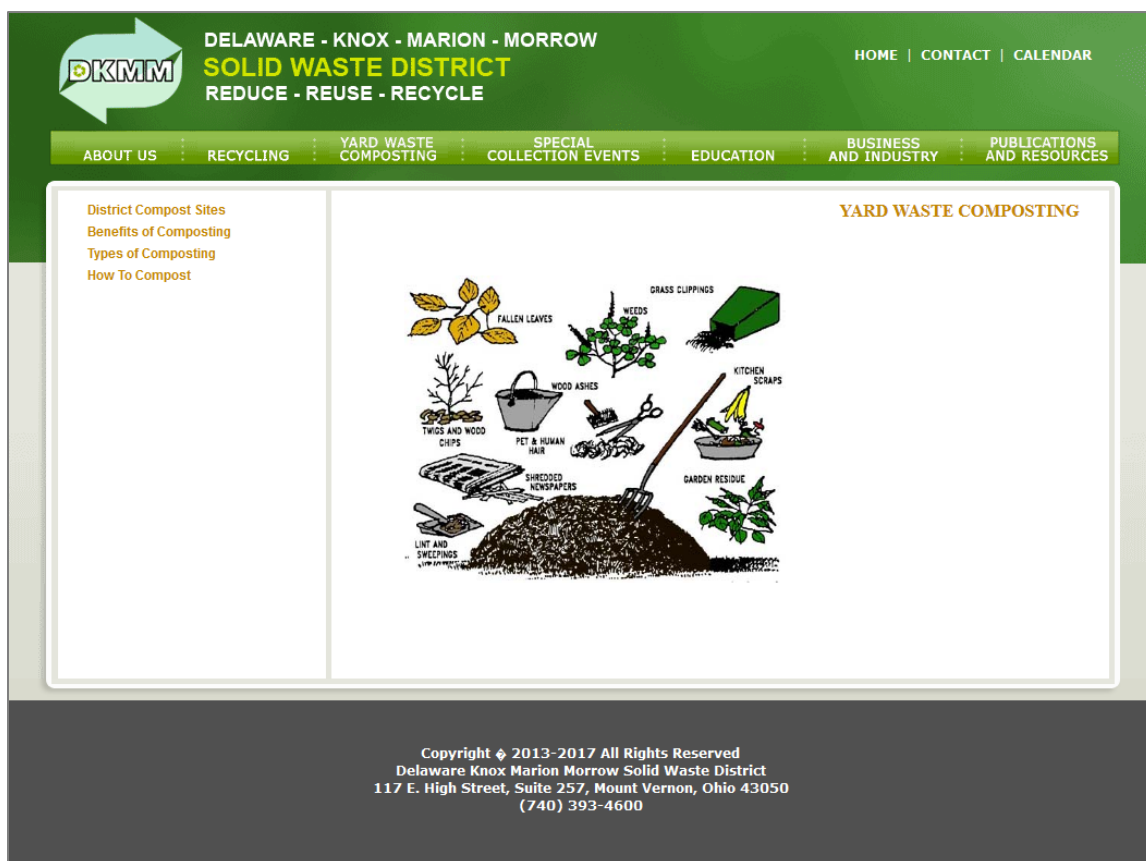 DKMM
DELAWARE - KNOX - MARION - MORROW
SOLID WASTE DISTRICT
REDUCE - REUSE - RECYCLE
HOME | CONTACT | CALENDAR
ABOUT US
RECYCLING
YARD WASTE
COMPOSTING
SPECIAL
COLLECTION EVENTS
EDUCATION
BUSINESS
AND INDUSTRY
PUBLICATIONS
AND RESOURCES
District Compost Sites
Benefits of Composting
Types of Composting
How To Compost
YARD WASTE COMPOSTING
FALLEN LEAVES
WEEDS
GRASS CLIPPINGS
TWIGS AND WOOD
CHIPS
WOOD ASHES
PET & HUMAN
HAIR
KITCHEN
SCRAPS
SHREDDED
NEWSPAPERS
GARDEN RESIDUE
LINT AND
SWEEPINGS
Copyright � 2013-2017 All Rights Reserved
Delaware Knox Marion Morrow Solid Waste District
117 E. High Street, Suite 257, Mount Vernon, Ohio 43050
(740) 393-4600